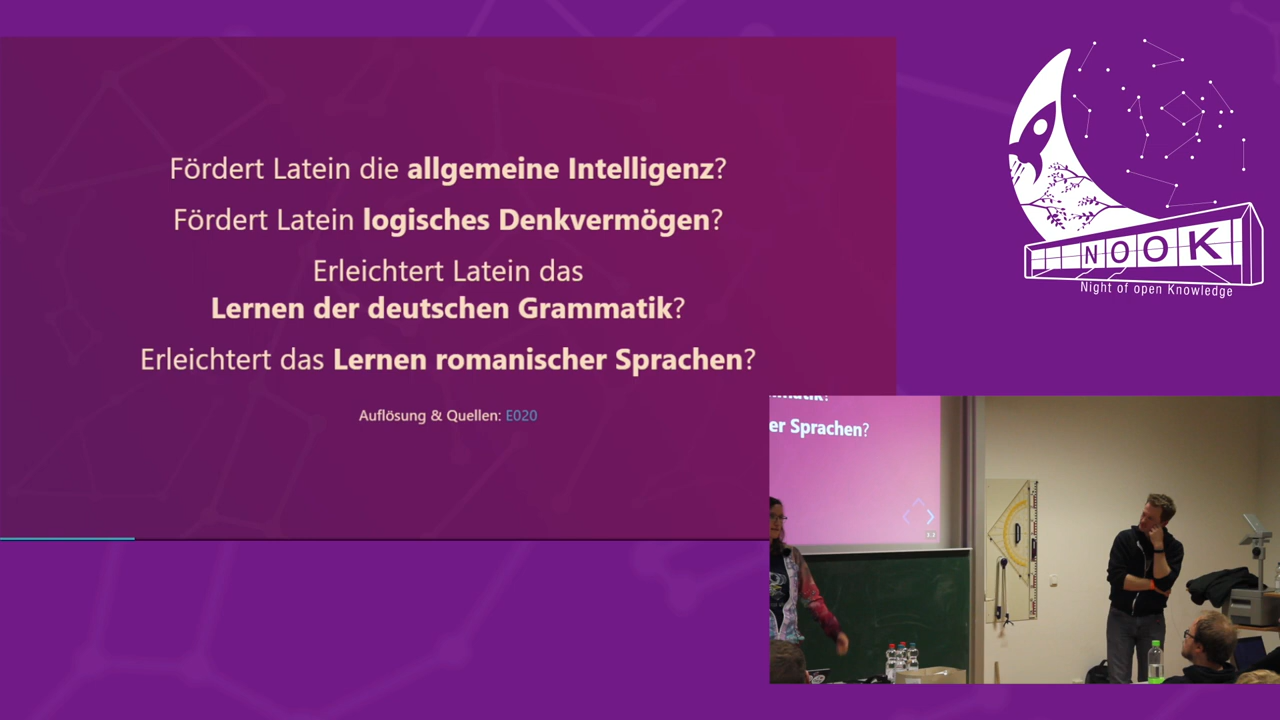 Fördert Latein die allgemeine Intelligenz?
Fördert Latein logisches Denkvermögen?
Erleichtert Latein das
Lernen der deutschen Grammatik?
Erleichtert das Lernen romanischer Sprachen?
Auflösung & Quellen: E020
NOOK
Night of open Knowledge
er Sprachen?